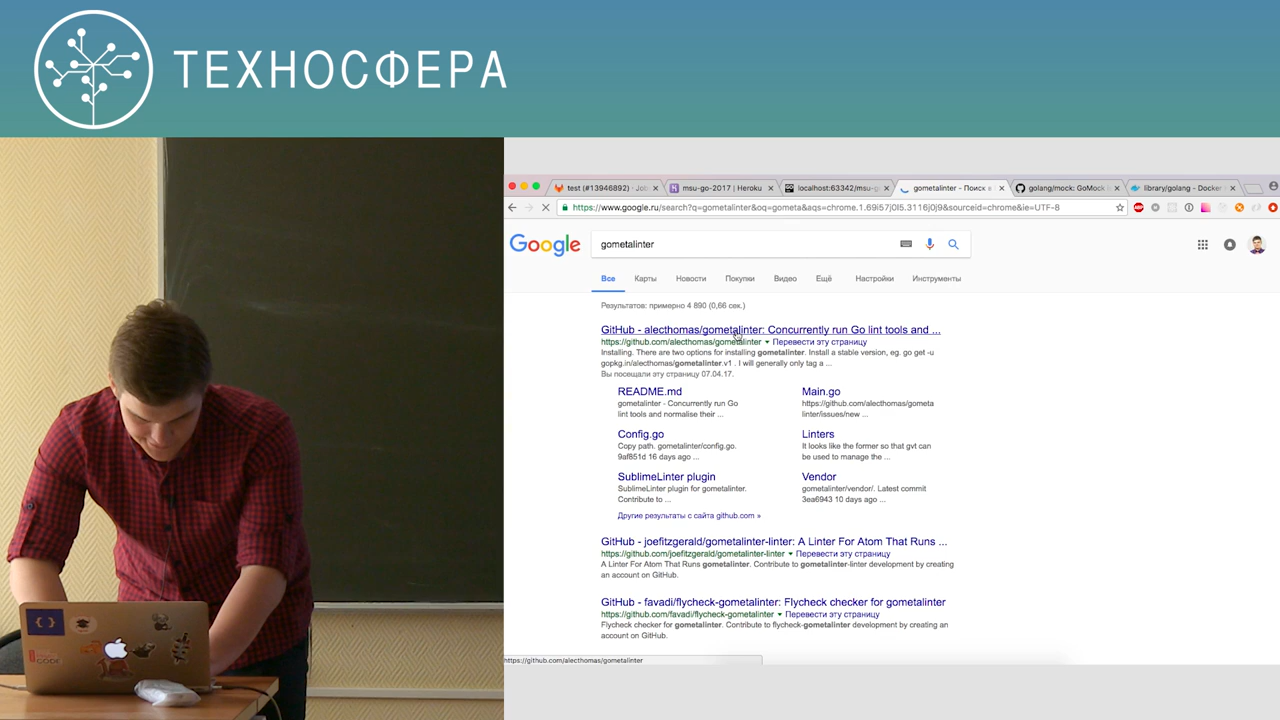 ТЕХНОСФЕРА
test (#13946892) · Job
msu-go-2017 | Heroku
localhost:63342/msu-g
gometalinter - Поиск в
golang/mock: GoMock
library/golang - Docker
https://www.google.ru/search?q=gometalinter&oq=gometa&aqs=chrome.1.69i57j0l5.3116j0j9&sourceid=chrome&ie=UTF-8
Google
gometalinter
Все Карты Новости Покупки Видео Ещё Настройки Инструменты
Результатов: примерно 4 890 (0,66 сек.)
GitHub - alecthomas/gometalinter: Concurrently run Go lint tools and ...
https://github.com/alecthomas/gometalinter Перевести эту страницу
Installing. There are two options for installing gometalinter. Install a stable version, eg. go get -u
gopkg.in/alecthomas/gometalinter.v1 . I will generally only tag a ...
Вы посещали эту страницу 07.04.17.
README.md
gometalinter - Concurrently run Go
lint tools and normalise their ...
Main.go
https://github.com/alecthomas/gometa
linter/issues/new ...
Config.go
Copy path. gometalinter/config.go.
9af851d 16 days ago ...
Linters
It looks like the former so that gvt can
be used to manage the ...
SublimeLinter plugin
SublimeLinter plugin for gometalinter.
Contribute to ...
Vendor
gometalinter/vendor/. Latest commit
3ea6943 10 days ago ...
Другие результаты с сайта github.com »
GitHub - joefitzgerald/gometalinter-linter: A Linter For Atom That Runs ...
https://github.com/joefitzgerald/gometalinter-linter Перевести эту страницу
A Linter For Atom That Runs gometalinter. Contribute to gometalinter-linter development by creating
an account on GitHub.
GitHub - favadi/flycheck-gometalinter: Flycheck checker for gometalinter
https://github.com/favadi/flycheck-gometalinter Перевести эту страницу
Flycheck checker for gometalinter. Contribute to flycheck-gometalinter development by creating an
account on GitHub.
https://github.com/alecthomas/gometalinter
CODE